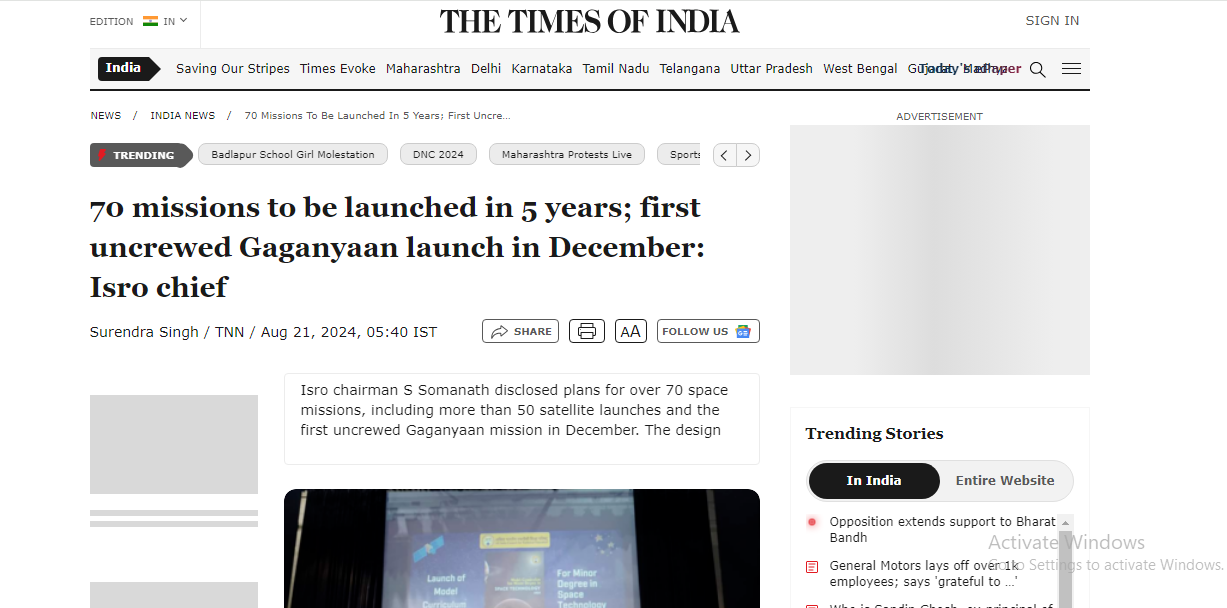 EDITION IN
THE TIMES OF INDIA
SIGN IN
India Saving Our Stripes Times Evoke Maharashtra Delhi Karnataka Tamil Nadu Telangana Uttar Pradesh West Bengal Gujarat Madhya Today's ePaper
NEWS / INDIA NEWS / 70 Missions To Be Launched In 5 Years; First Uncre...
TRENDING Badlapur School Girl Molestation DNC 2024 Maharashtra Protests Live Sports
70 missions to be launched in 5 years; first
uncrewed Gaganyaan launch in December:
Isro chief
Surendra Singh / TNN / Aug 21, 2024, 05:40 IST
SHARE AA FOLLOW US
Isro chairman S Somanath disclosed plans for over 70 space
missions, including more than 50 satellite launches and the
first uncrewed Gaganyaan mission in December. The design
Launch of
Model
Curriculum
For Minor
Degree in
Space
Technology
ADVERTISEMENT
Trending Stories
In India Entire Website
Opposition extends support to Bharat
Bandh
General Motors lays off over 1k
employees; says 'grateful to ...'
Who is Sandip Ghosh, ex-principal of
Activate Windows
Go to Settings to activate Windows.